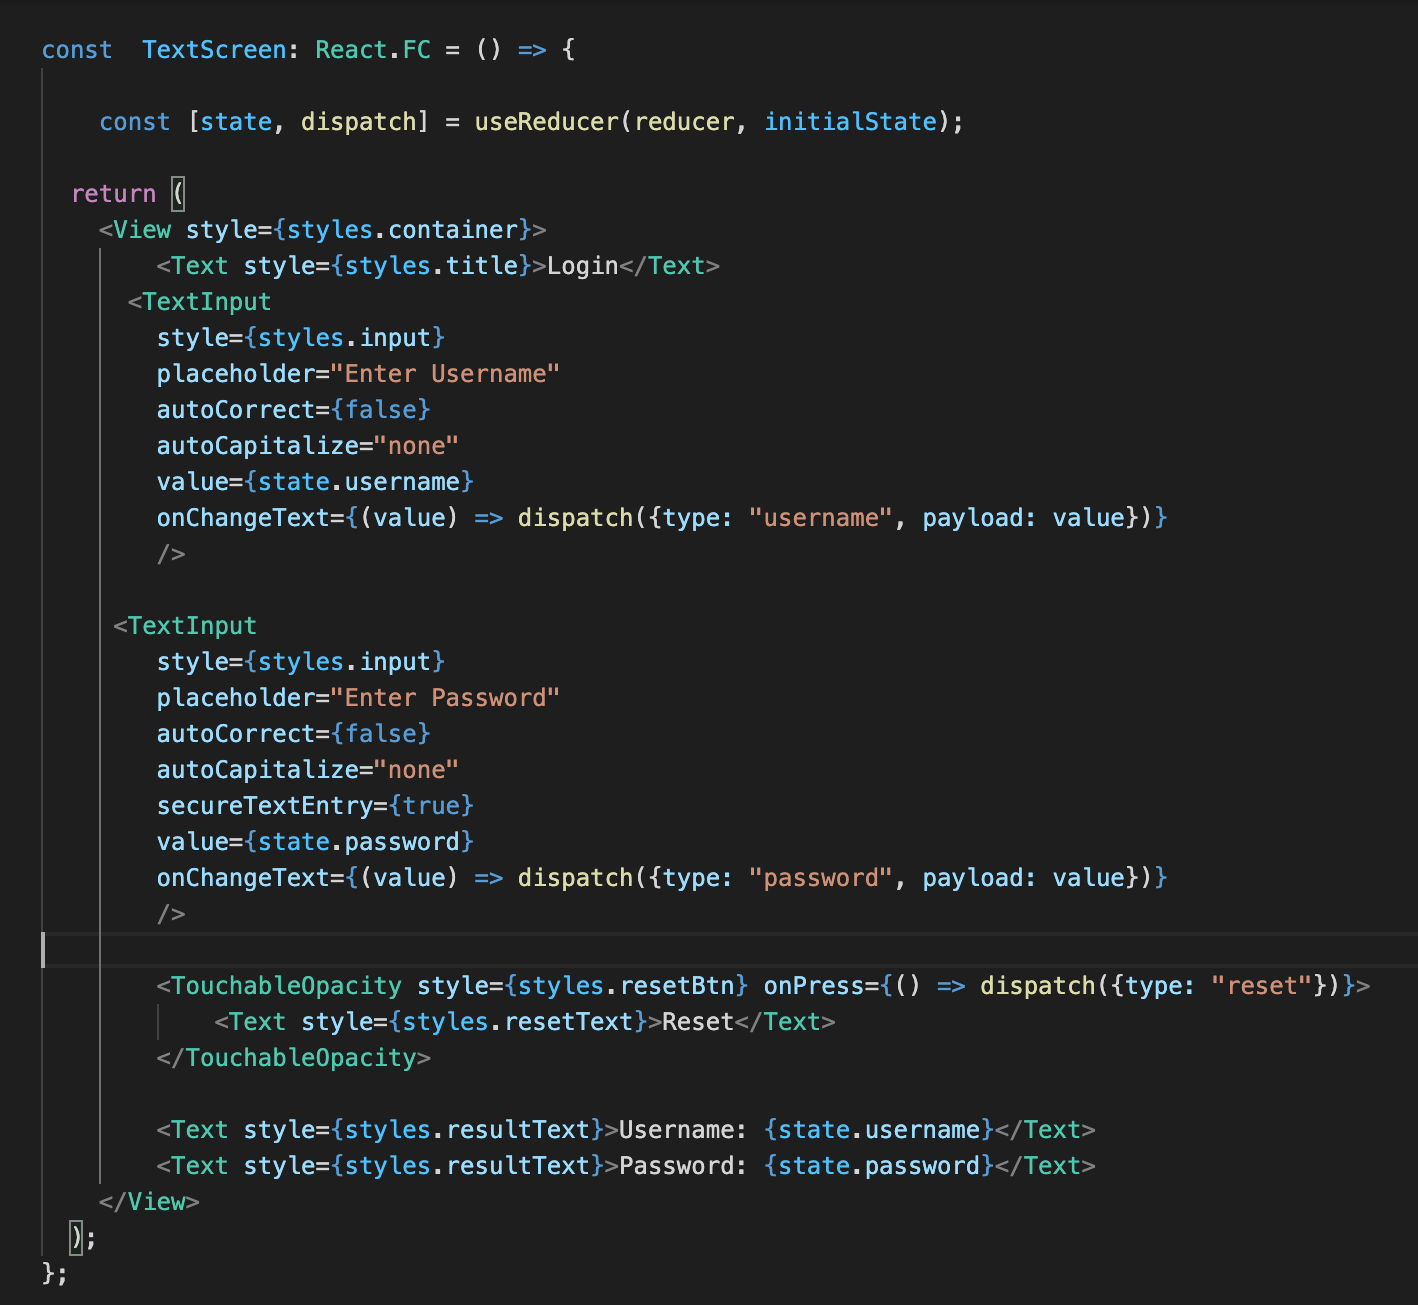 const  TextScreen: React.FC = () => {
const [state, dispatch] = useReducer(reducer, initialState);
return (
<View style={styles.container}>
<Text style={styles.title}>Login</Text>
<TextInput
style={styles.input}
placeholder="Enter Username"
autoCorrect={false}
autoCapitalize="none"
value={state.username}
onChangeText={(value) => dispatch({type: "username", payload: value})}
/>
<TextInput
style={styles.input}
placeholder="Enter Password"
autoCorrect={false}
autoCapitalize="none"
secureTextEntry={true}
value={state.password}
onChangeText={(value) => dispatch({type: "password", payload: value})}
/>
<TouchableOpacity style={styles.resetBtn} onPress={() => dispatch({type: "reset"})}>
<Text style={styles.resetText}>Reset</Text>
</TouchableOpacity>
<Text style={styles.resultText}>Username: {state.username}</Text>
<Text style={styles.resultText}>Password: {state.password}</Text>
</View>
);
};